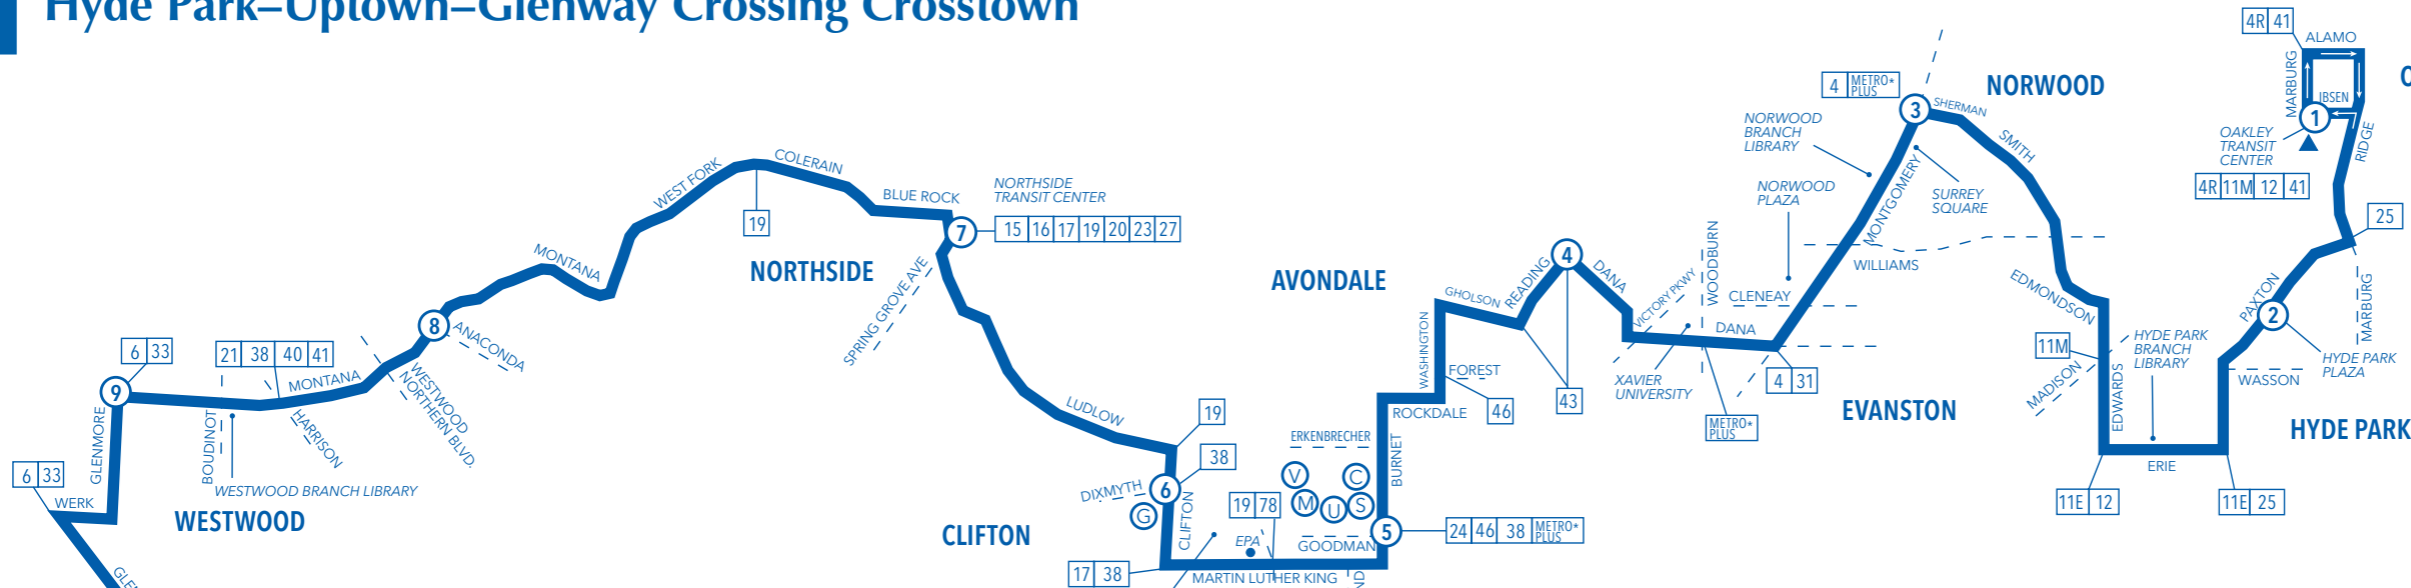 Hyde Park–Uptown–Glenway Crossing Crosstown
4R 41
ALAMO
MARBURG
IBSEN
1
RIDGE
OAKLEY
TRANSIT
CENTER
4R 11M 12 41
25
MARBURG
PAXTON
2
HYDE PARK
PLAZA
WASSON
HYDE PARK
11E 25
ERIE
11E 12
HYDE PARK
BRANCH
LIBRARY
EDWARDS
MADISON
11M
EDMONDSON
SMITH
SHERMAN
NORWOOD
3
4 METRO*
PLUS
NORWOOD
BRANCH
LIBRARY
SURREY
SQUARE
MONTGOMERY
NORWOOD
PLAZA
WILLIAMS
WOODBURN
CLENEAY
VICTORY PKWY
DANA
4 31
EVANSTON
METRO*
PLUS
XAVIER
UNIVERSITY
DANA
4
READING
43
GHOLSON
AVONDALE
WASHINGTON
FOREST
46
ROCKDALE
BURNET
ERKENBRECHER
V
C
M
U
S
5
24 46 38 METRO*
PLUS
GOODMAN
EPA
19 78
MARTIN LUTHER KING
17 38
CLIFTON
CLIFTON
G
6
DIXMYTH
38
19
LUDLOW
SPRING GROVE AVE
7
NORTHSIDE
TRANSIT CENTER
15 16 17 19 20 23 27
BLUE ROCK
COLERAIN
19
WEST FORK
NORTHSIDE
MONTANA
8
ANACONDA
WESTWOOD
NORTHERN BLVD.
MONTANA
HARRISON
21 38 40 41
BOUDINOT
WESTWOOD BRANCH LIBRARY
9
6 33
GLENMORE
WESTWOOD
6 33
WERK